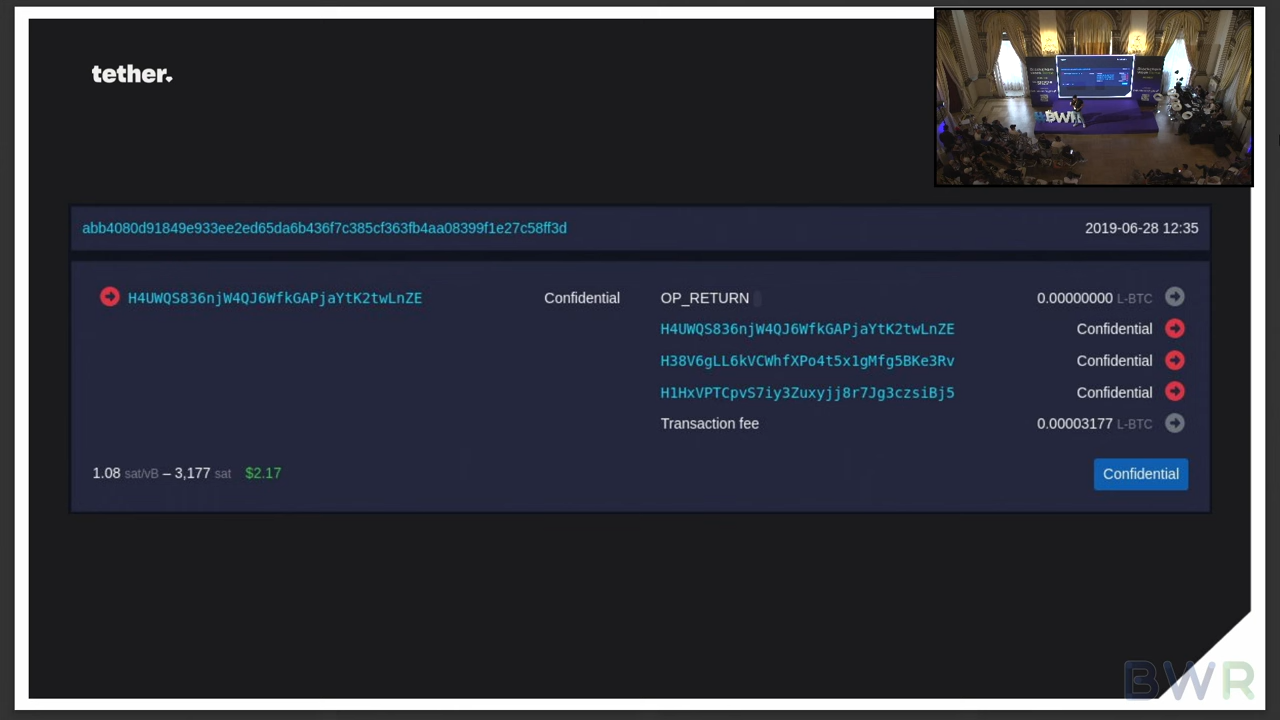 tether.
BWR
abb4080d91849e933ee2ed65da6b436f7c385cf363fb4aa08399f1e27c58ff3d 2019-06-28 12:35
H4UWQS836njW4QJ6WfkGAPjaYtK2twLnZE Confidential OP_RETURN 0.00000000 L-BTC
H4UWQS836njW4QJ6WfkGAPjaYtK2twLnZE Confidential
H38V6gLL6kVCWhfXPo4t5x1gMfg5BKe3Rv Confidential
H1HxVPTCpvS7iy3Zuxyjj8r7Jg3czsiBj5 Confidential
Transaction fee 0.00003177 L-BTC
1.08 sat/vB – 3,177 sat $2.17 Confidential
BWR